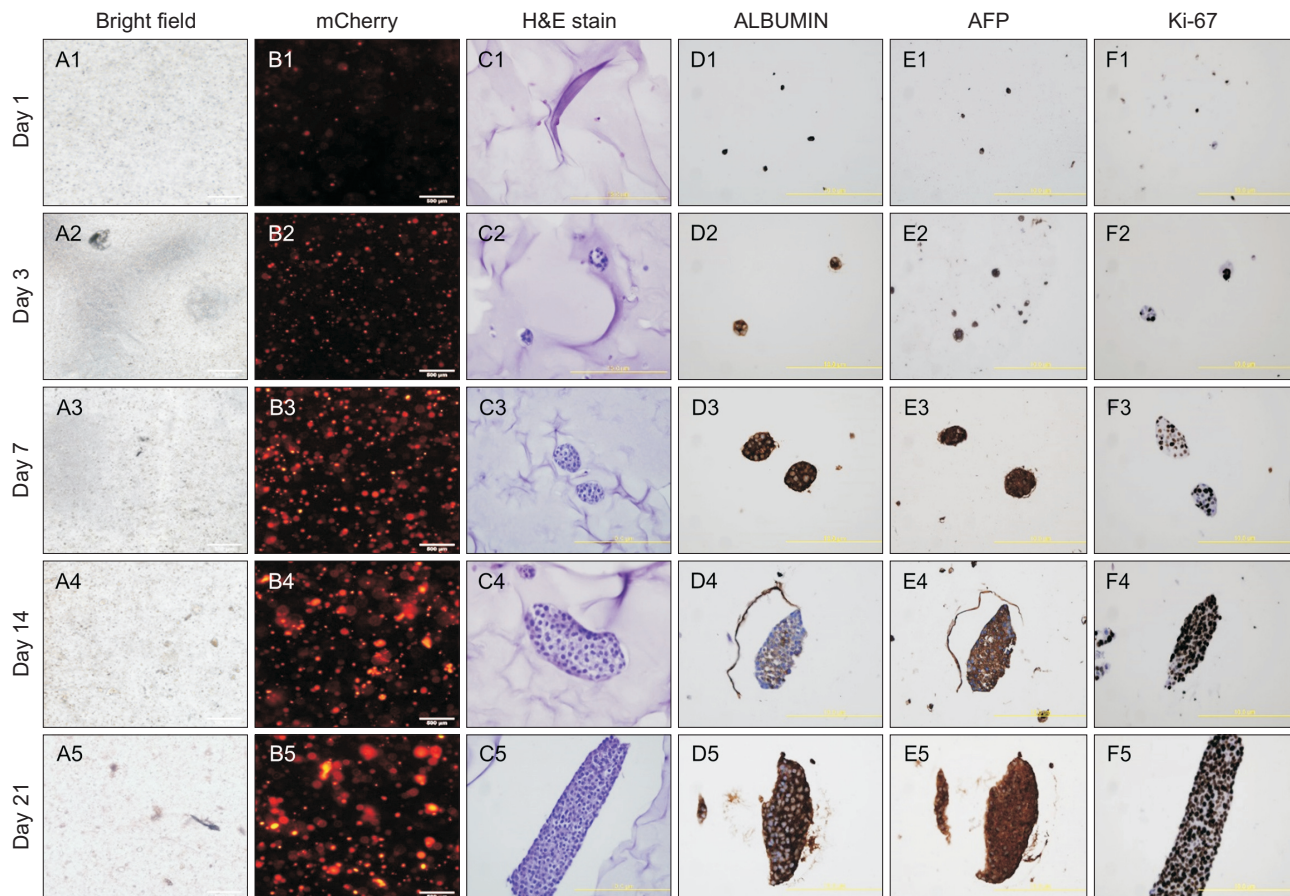 Bright field mCherry H&E stain ALBUMIN AFP Ki-67
Day 1
A1 B1 C1 D1 E1 F1
500 µm
Day 3
A2 B2 C2 D2 E2 F2
500 µm
Day 7
A3 B3 C3 D3 E3 F3
500 µm
Day 14
A4 B4 C4 D4 E4 F4
500 µm
Day 21
A5 B5 C5 D5 E5 F5
500 µm